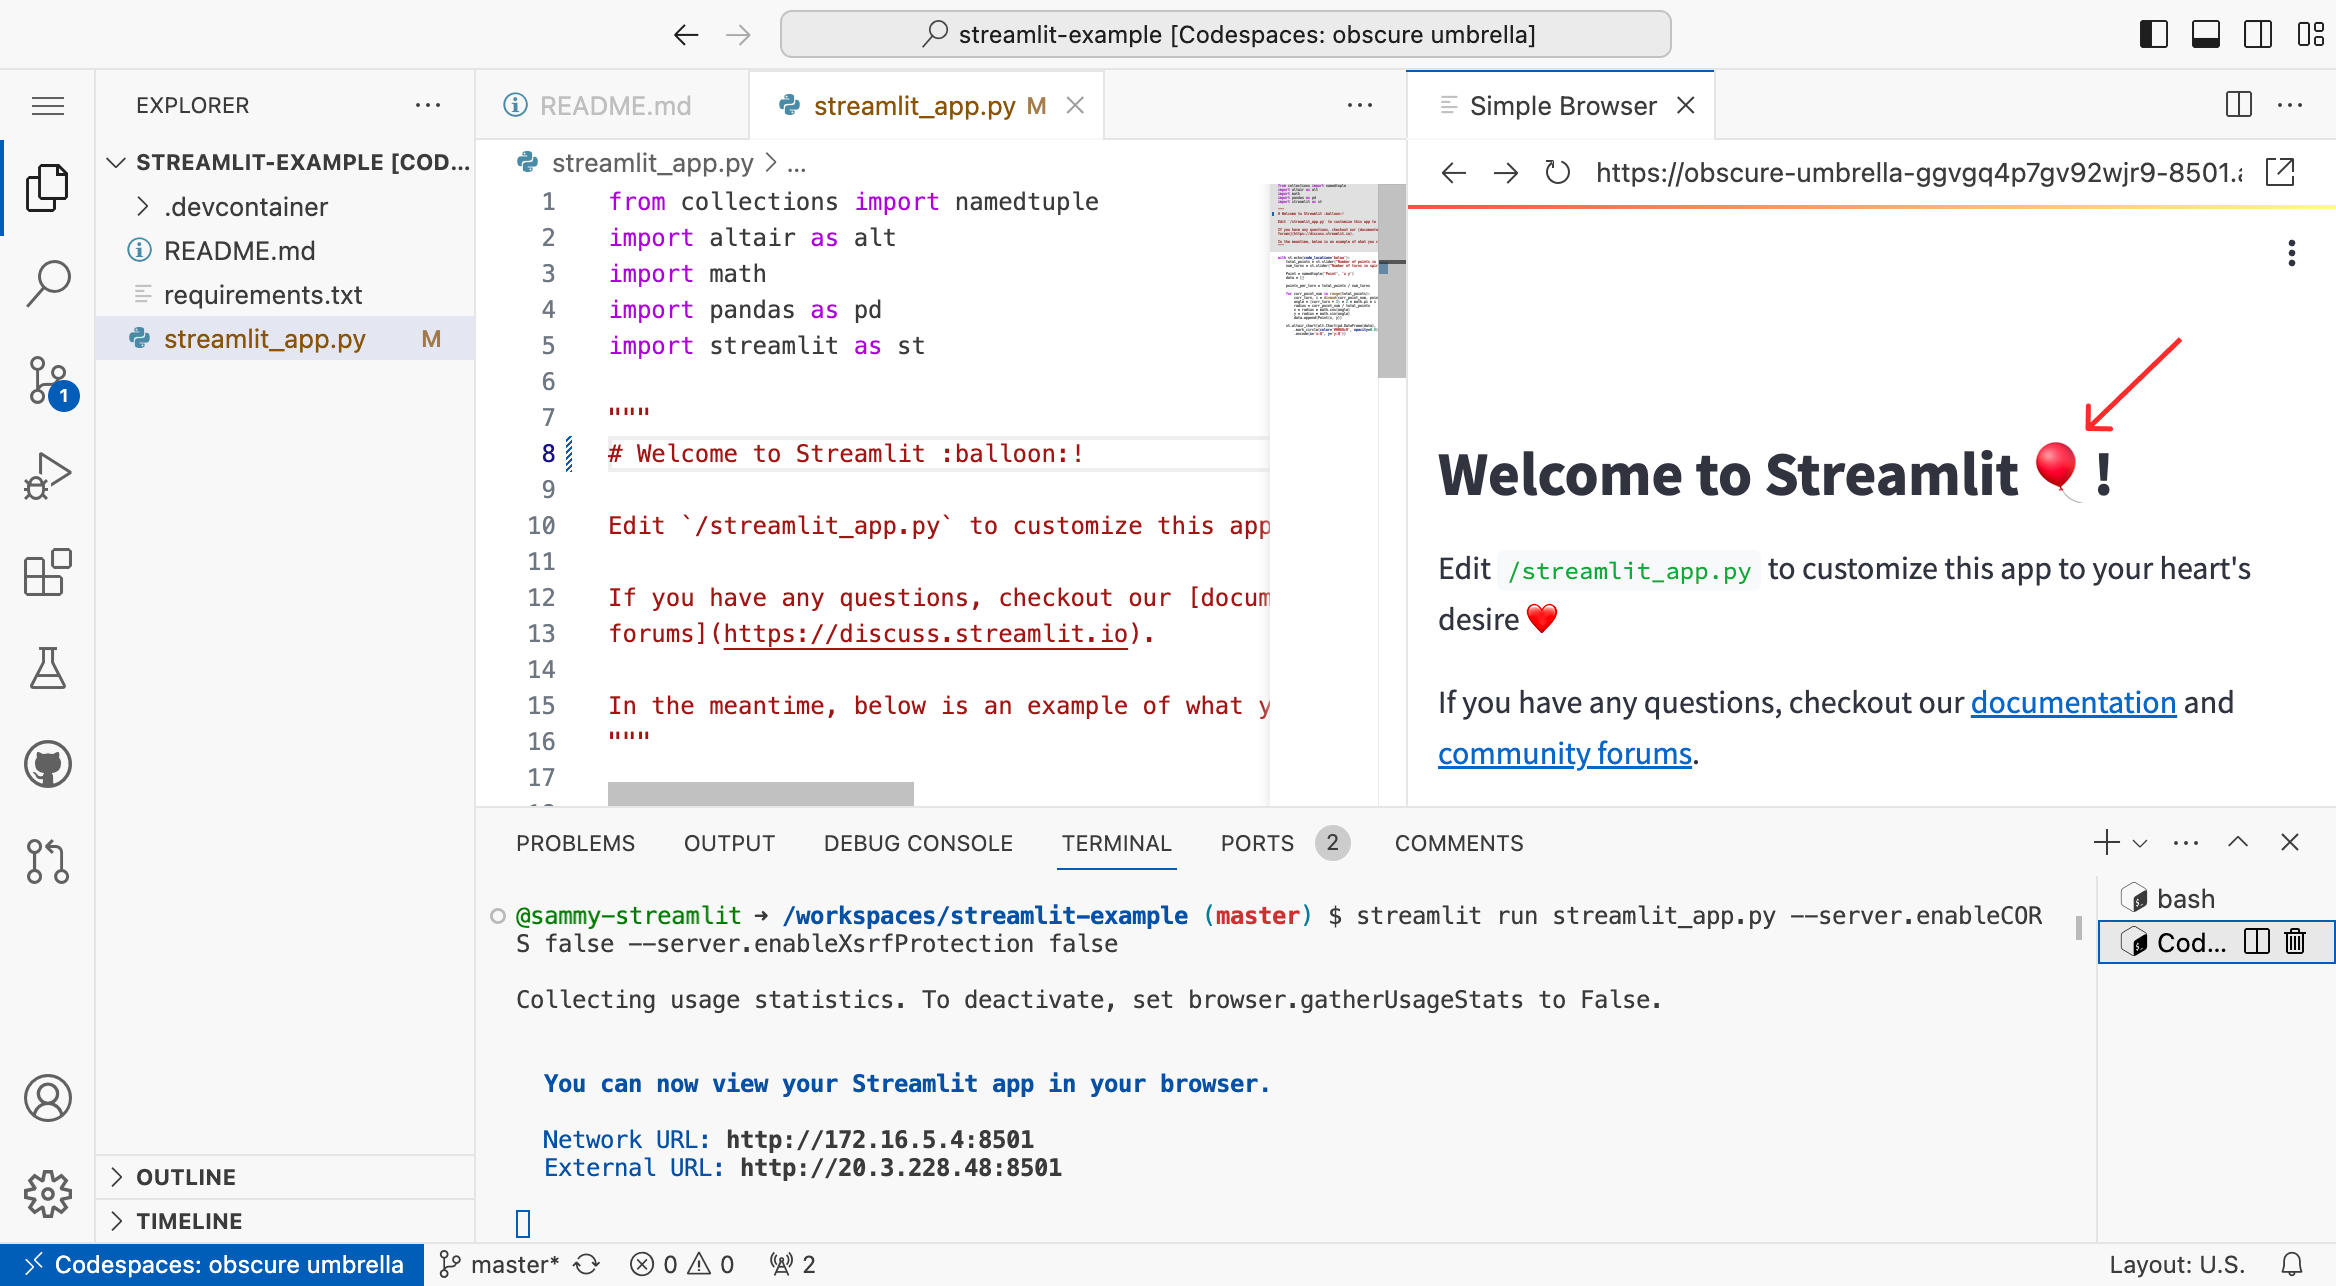 streamlit-example [Codespaces: obscure umbrella]
EXPLORER
STREAMLIT-EXAMPLE [COD...
.devcontainer
README.md
requirements.txt
streamlit_app.py M
1
OUTLINE
TIMELINE
README.md
streamlit_app.py M
streamlit_app.py > ...
1 from collections import namedtuple
2 import altair as alt
3 import math
4 import pandas as pd
5 import streamlit as st
6
7 """
8 # Welcome to Streamlit :balloon:!
9
10 Edit `/streamlit_app.py` to customize this app
11
12 If you have any questions, checkout our [docum
13 forums](https://discuss.streamlit.io).
14
15 In the meantime, below is an example of what y
16 """
17
Simple Browser
https://obscure-umbrella-ggvgq4p7gv92wjr9-8501.a
Welcome to Streamlit 🎈!
Edit /streamlit_app.py to customize this app to your heart's
desire ❤️
If you have any questions, checkout our documentation and
community forums.
PROBLEMS OUTPUT DEBUG CONSOLE TERMINAL PORTS 2 COMMENTS
@sammy-streamlit ➜ /workspaces/streamlit-example (master) $ streamlit run streamlit_app.py --server.enableCOR
S false --server.enableXsrfProtection false
Collecting usage statistics. To deactivate, set browser.gatherUsageStats to False.
You can now view your Streamlit app in your browser.
Network URL: http://172.16.5.4:8501
External URL: http://20.3.228.48:8501
bash
Cod...
Codespaces: obscure umbrella master* 0 0 2 Layout: U.S.